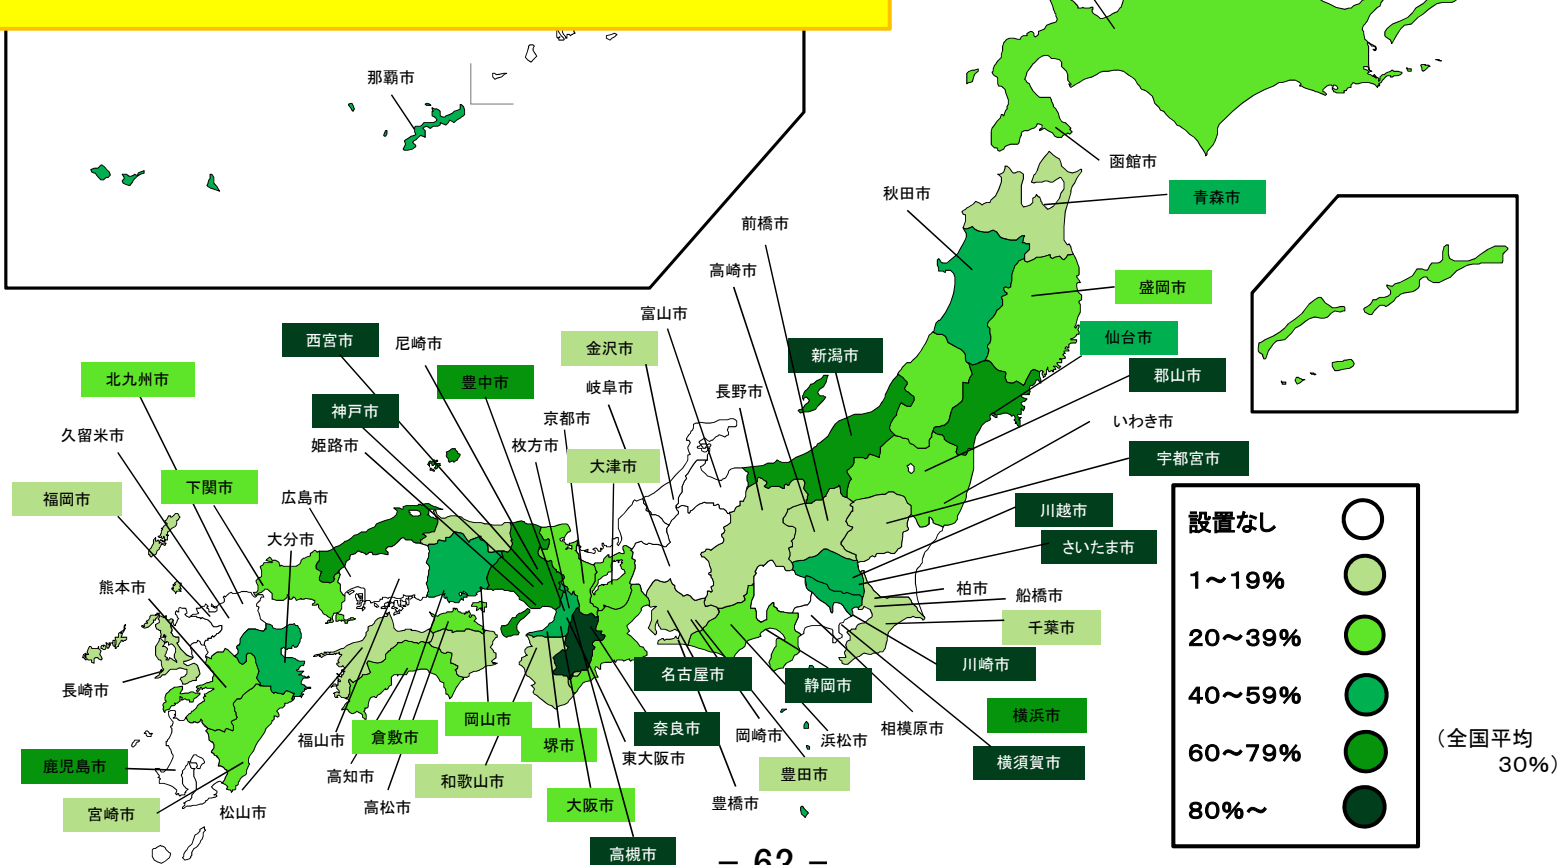 那覇市
函館市
秋田市
青森市
前橋市
高崎市
盛岡市
富山市
仙台市
西宮市
尼崎市
金沢市
新潟市
北九州市
豊中市
岐阜市
長野市
郡山市
神戸市
京都市
いわき市
久留米市
姫路市
枚方市
大津市
宇都宮市
福岡市
下関市
広島市
川越市
大分市
さいたま市
熊本市
柏市
船橋市
千葉市
川崎市
長崎市
名古屋市
静岡市
岡山市
横浜市
奈良市
福山市
倉敷市
堺市
岡崎市
浜松市
相模原市
東大阪市
鹿児島市
高知市
和歌山市
豊田市
横須賀市
宮崎市
松山市
高松市
大阪市
豊橋市
高槻市
設置なし
1～19%
20～39%
40～59%
60～79%
80%～
（全国平均
30%）
－ 62 －